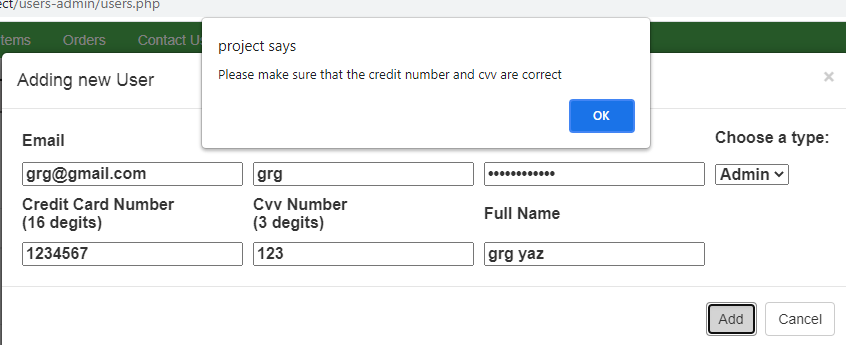 ect/users-admin/users.php
tems Orders Contact Us
project says
Please make sure that the credit number and cvv are correct
OK
Adding new User ×
Email
Choose a type:
grg@gmail.com grg •••••••••••• Admin
Credit Card Number Cvv Number Full Name
(16 degits) (3 degits)
1234567 123 grg yaz
Add Cancel